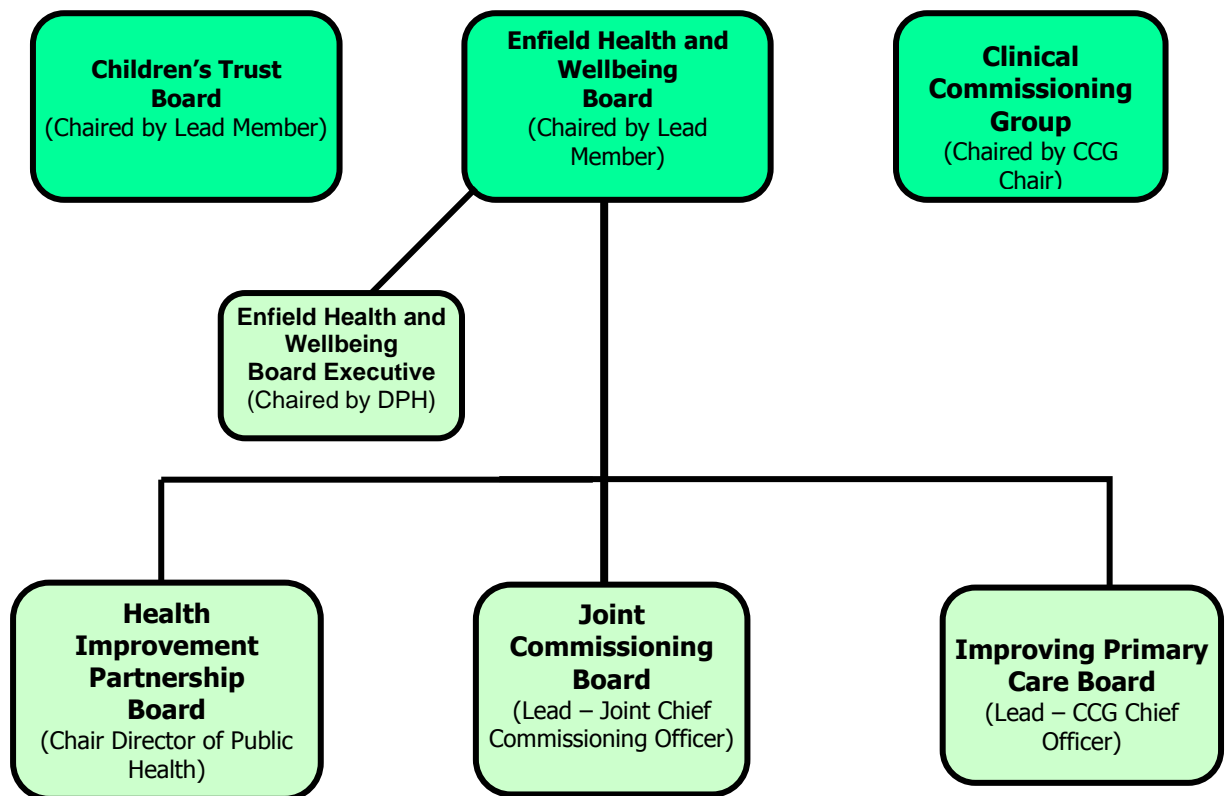 Children’s Trust
Board
(Chaired by Lead Member)
Enfield Health and
Wellbeing
Board
(Chaired by Lead
Member)
Clinical
Commissioning
Group
(Chaired by CCG
Chair)
Enfield Health and
Wellbeing
Board Executive
(Chaired by DPH)
Health
Improvement
Partnership
Board
(Chair Director of Public
Health)
Joint
Commissioning
Board
(Lead – Joint Chief
Commissioning Officer)
Improving Primary
Care Board
(Lead – CCG Chief
Officer)